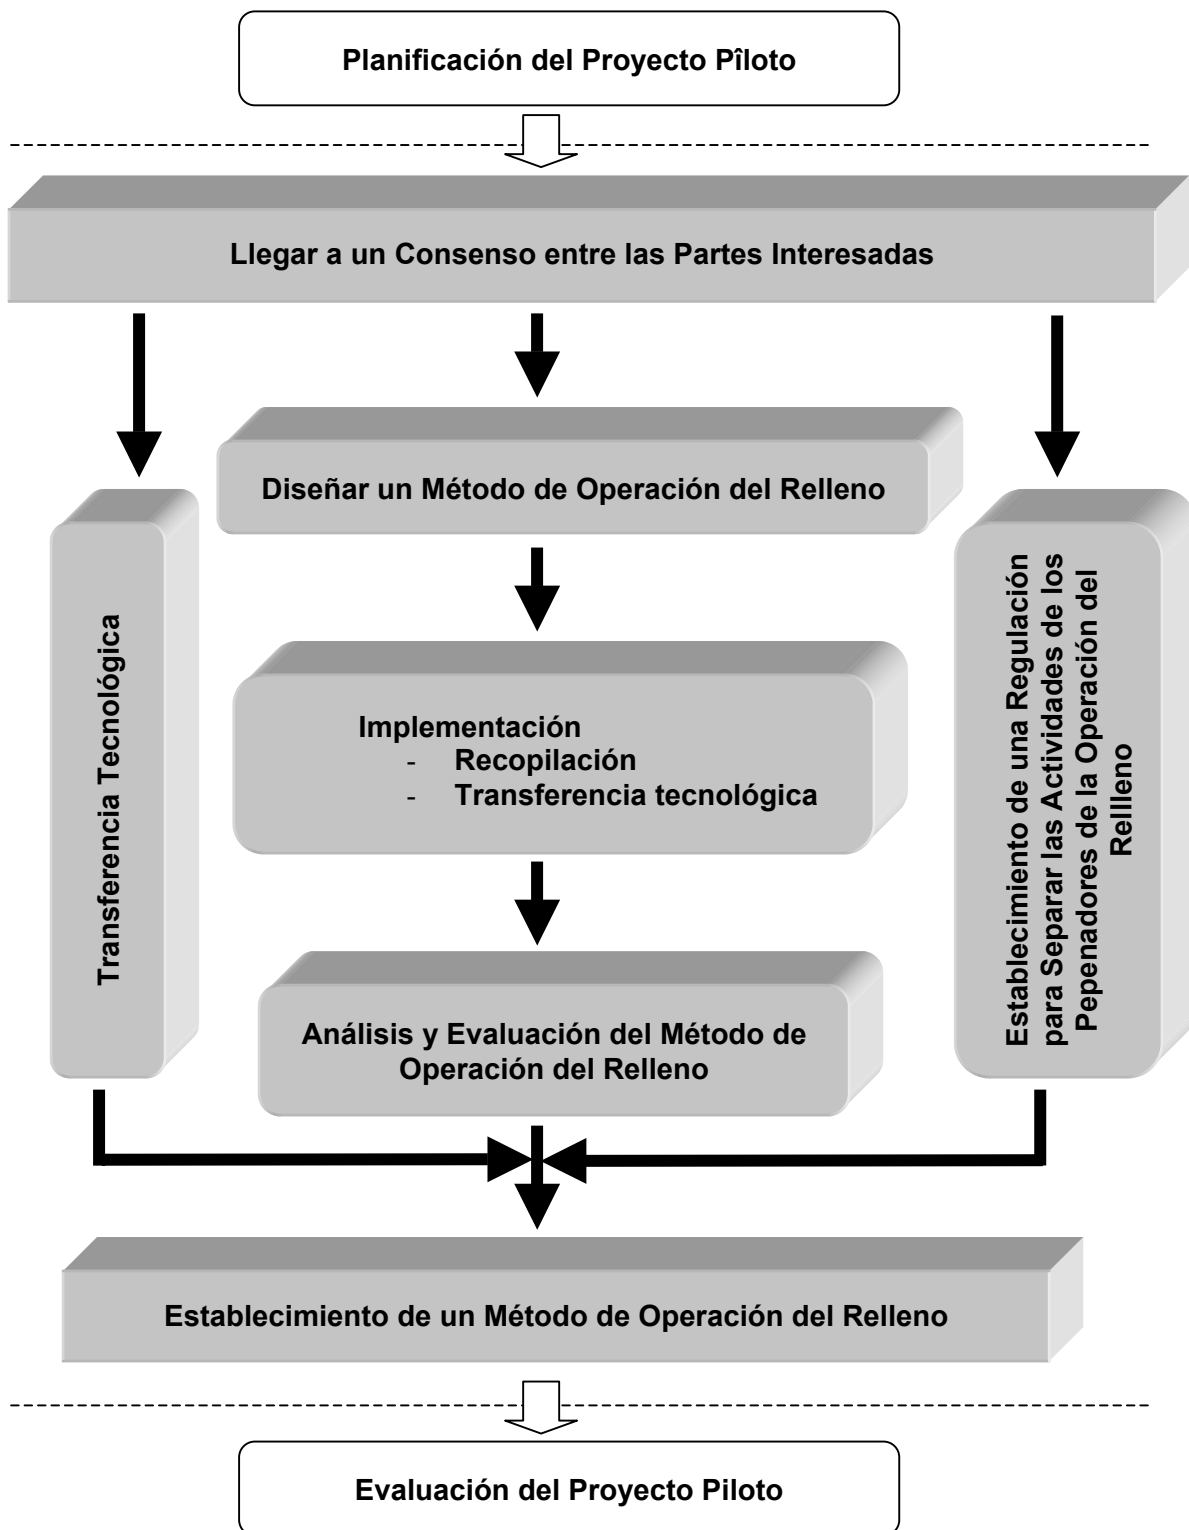 Planificación del Proyecto Pîloto
Llegar a un Consenso entre las Partes Interesadas
Diseñar un Método de Operación del Relleno
Transferencia Tecnológica
Implementación
- Recopilación
- Transferencia tecnológica
Establecimiento de una Regulación
para Separar las Actividades de los
Pepenadores de la Operación del
Rellleno
Análisis y Evaluación del Método de
Operación del Relleno
Establecimiento de un Método de Operación del Relleno
Evaluación del Proyecto Piloto